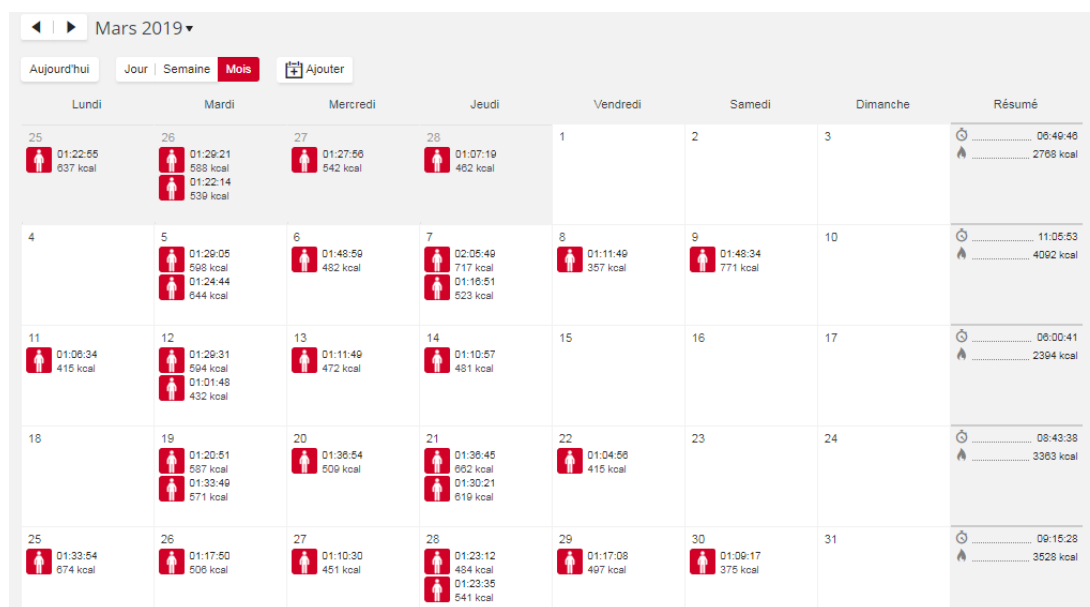 Mars 2019
Aujourd'hui Jour Semaine Mois Ajouter
Lundi Mardi Mercredi Jeudi Vendredi Samedi Dimanche Résumé
25
01:22:55
637 kcal
26
01:29:21
588 kcal
01:22:14
539 kcal
27
01:27:56
542 kcal
28
01:07:19
462 kcal
1
2
3
06:49:46
2768 kcal
4
5
01:29:05
598 kcal
01:24:44
644 kcal
6
01:48:59
482 kcal
7
02:05:49
717 kcal
01:16:51
523 kcal
8
01:11:49
357 kcal
9
01:48:34
771 kcal
10
11:05:53
4092 kcal
11
01:06:34
415 kcal
12
01:29:31
594 kcal
01:01:48
432 kcal
13
01:11:49
472 kcal
14
01:10:57
481 kcal
15
16
17
06:00:41
2394 kcal
18
19
01:20:51
587 kcal
01:33:49
571 kcal
20
01:36:54
509 kcal
21
01:36:45
662 kcal
01:30:21
619 kcal
22
01:04:56
415 kcal
23
24
08:43:38
3363 kcal
25
01:33:54
674 kcal
26
01:17:50
506 kcal
27
01:10:30
451 kcal
28
01:23:12
484 kcal
01:23:35
541 kcal
29
01:17:08
497 kcal
30
01:09:17
375 kcal
31
09:15:28
3528 kcal